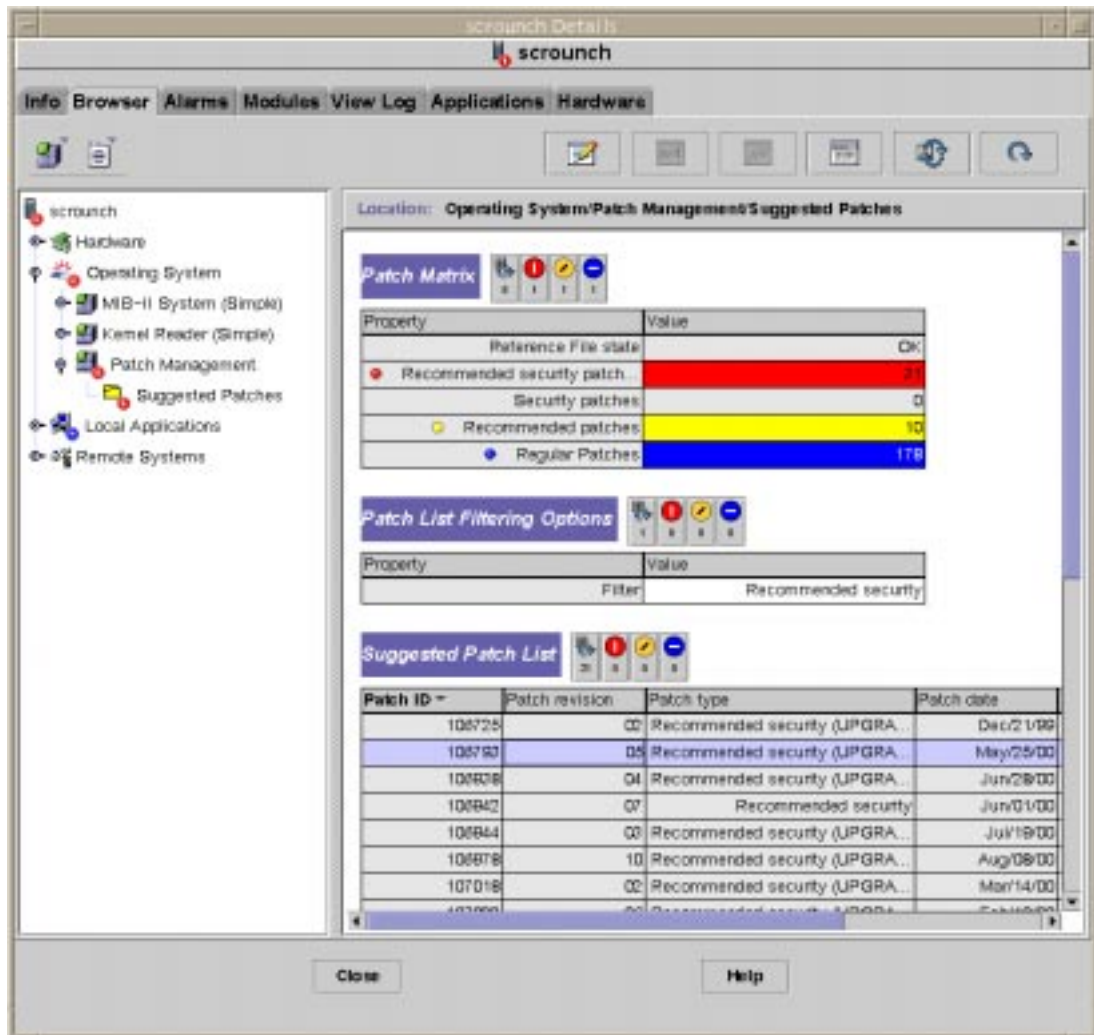 scrounch Details
scrounch
Info Browser Alarms Modules View Log Applications Hardware
scrounch
Hardware
Operating System
MIB-II System (Simple)
Kernel Reader (Simple)
Patch Management
Suggested Patches
Local Applications
Remote Systems
Location: Operating System/Patch Management/Suggested Patches
Patch Matrix
Property Value
Reference File state OK
Recommended security patch... 31
Security patches 0
Recommended patches 10
Regular Patches 178
Patch List Filtering Options
Property Value
Filter Recommended security
Suggested Patch List
Patch ID Patch revision Patch type Patch date
106725 02 Recommended security (UPGRA... Dec/21/99
106793 05 Recommended security (UPGRA... May/25/00
106938 04 Recommended security (UPGRA... Jun/28/00
106942 07 Recommended security Jun/01/00
106944 03 Recommended security (UPGRA... Jul/19/00
106978 10 Recommended security (UPGRA... Aug/08/00
107018 02 Recommended security (UPGRA... Mar/14/00
Close Help